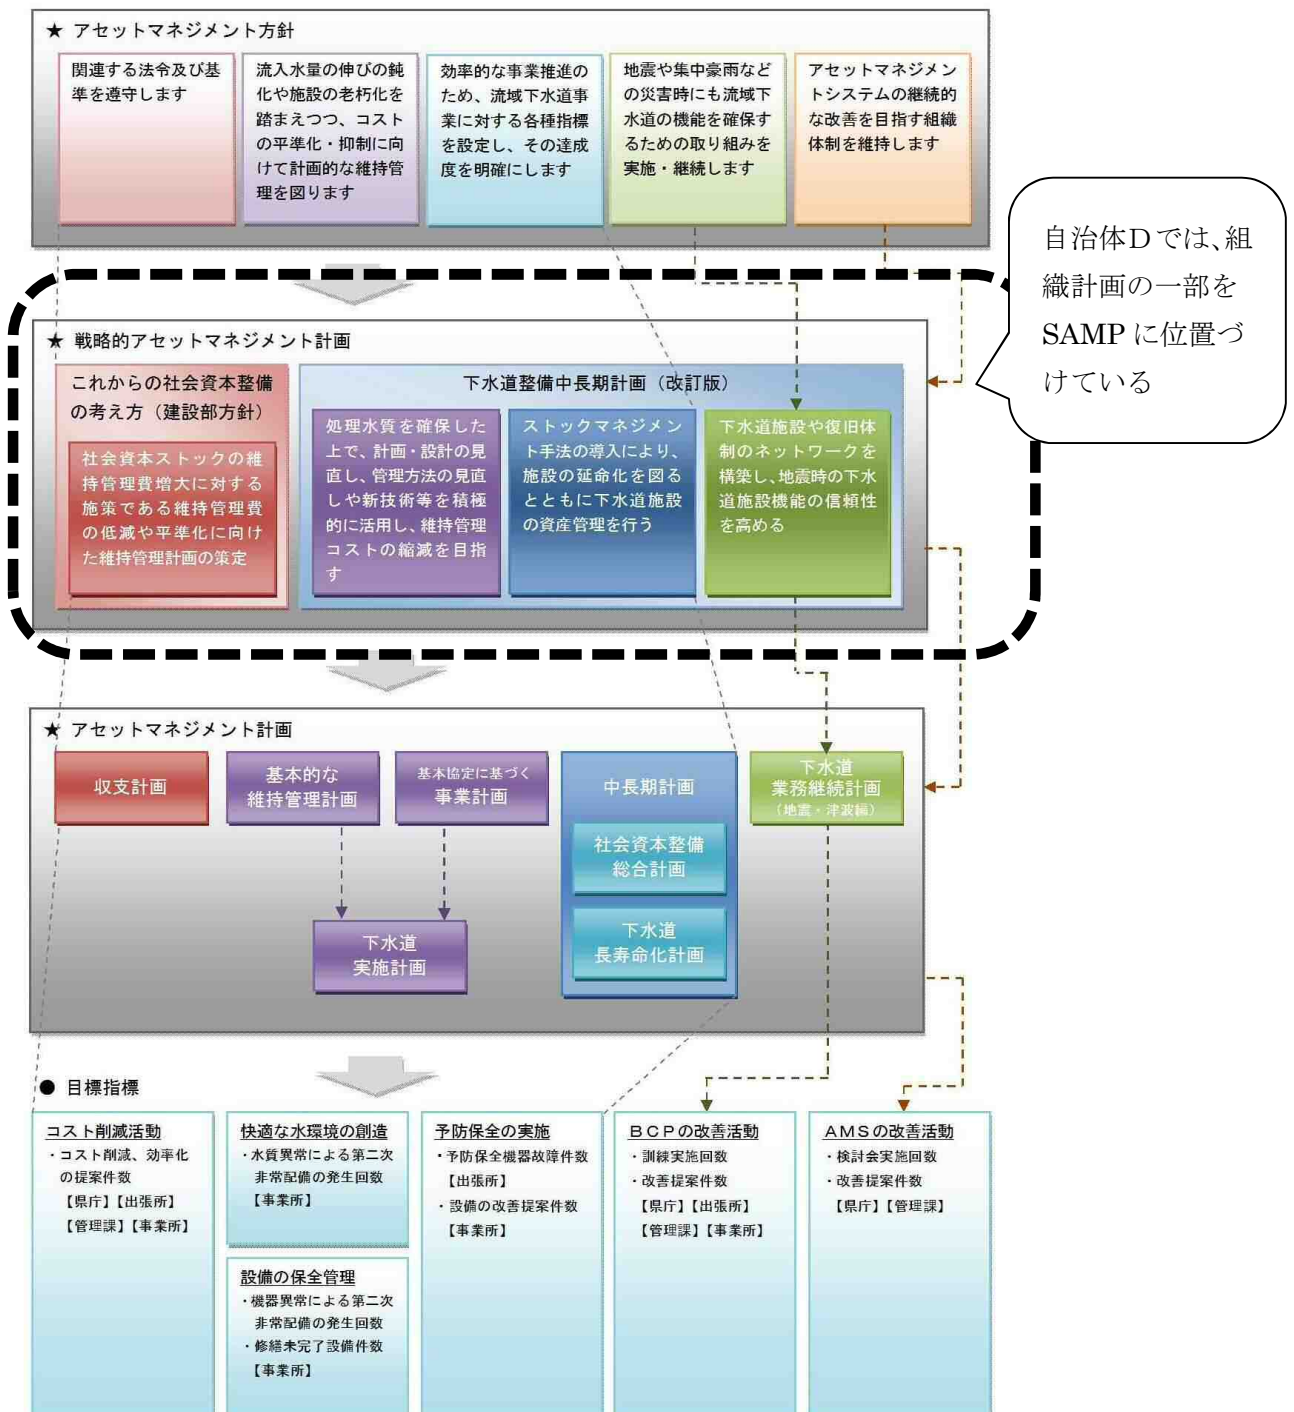 ★ アセットマネジメント方針
関連する法令及び基
準を遵守します
流入水量の伸びの鈍
化や施設の老朽化を
踏まえつつ、コスト
の平準化・抑制に向
けて計画的な維持管
理を図ります
効率的な事業推進の
ため、流域下水道事
業に対する各種指標
を設定し、その達成
度を明確にします
地震や集中豪雨など
の災害時にも流域下
水道の機能を確保す
るための取り組みを
実施・継続します
アセットマネジメン
トシステムの継続的
な改善を目指す組織
体制を維持します
自治体Dでは、組
織計画の一部を
SAMP に位置づ
けている
★ 戦略的アセットマネジメント計画
これからの社会資本整備
の考え方（建設部方針）
社会資本ストックの維
持管理費増大に対する
施策である維持管理費
の低減や平準化に向け
た維持管理計画の策定
下水道整備中長期計画（改訂版）
処理水質を確保した
上で、計画・設計の見
直し、管理方法の見直
しや新技術等を積極
的に活用し、維持管理
コストの縮減を目指
す
ストックマネジメン
ト手法の導入により、
施設の延命化を図る
とともに下水道施設
の資産管理を行う
下水道施設や復旧体
制のネットワークを
構築し、地震時の下水
道施設機能の信頼性
を高める
★ アセットマネジメント計画
収支計画
基本的な
維持管理計画
基本協定に基づく
事業計画
下水道
実施計画
中長期計画
社会資本整備
総合計画
下水道
長寿命化計画
下水道
業務継続計画
（地震・津波編）
● 目標指標
コスト削減活動
・コスト削減、効率化
の提案件数
【県庁】【出張所】
【管理課】【事業所】
快適な水環境の創造
・水質異常による第二次
非常配備の発生回数
【事業所】
設備の保全管理
・機器異常による第二次
非常配備の発生回数
・修繕未完了設備件数
【事業所】
予防保全の実施
・予防保全機器故障件数
【出張所】
・設備の改善提案件数
【事業所】
ＢＣＰの改善活動
・訓練実施回数
・改善提案件数
【県庁】【出張所】
【管理課】【事業所】
ＡＭＳの改善活動
・検討会実施回数
・改善提案件数
【県庁】【管理課】